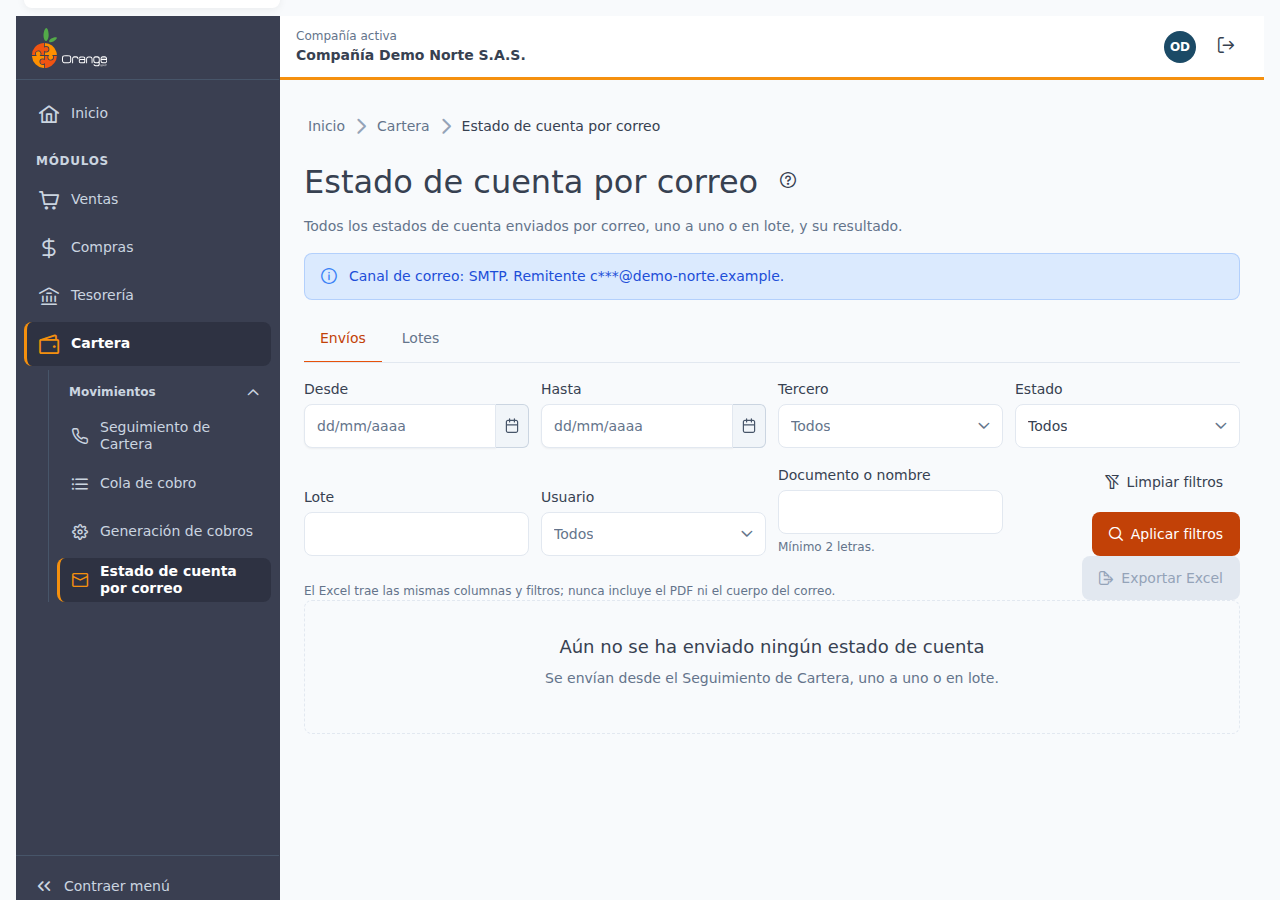 Orange
Compañía activa
Compañía Demo Norte S.A.S.
OD
Inicio
MÓDULOS
Ventas
Compras
Tesorería
Cartera
Movimientos
Seguimiento de
Cartera
Cola de cobro
Generación de cobros
Estado de cuenta
por correo
Contraer menú
Inicio
Cartera
Estado de cuenta por correo
Estado de cuenta por correo
Todos los estados de cuenta enviados por correo, uno a uno o en lote, y su resultado.
Canal de correo: SMTP. Remitente c***@demo-norte.example.
Envíos
Lotes
Desde
Hasta
Tercero
Estado
dd/mm/aaaa
dd/mm/aaaa
Todos
Todos
Lote
Usuario
Documento o nombre
Limpiar filtros
Todos
Mínimo 2 letras.
Aplicar filtros
Exportar Excel
El Excel trae las mismas columnas y filtros; nunca incluye el PDF ni el cuerpo del correo.
Aún no se ha enviado ningún estado de cuenta
Se envían desde el Seguimiento de Cartera, uno a uno o en lote.